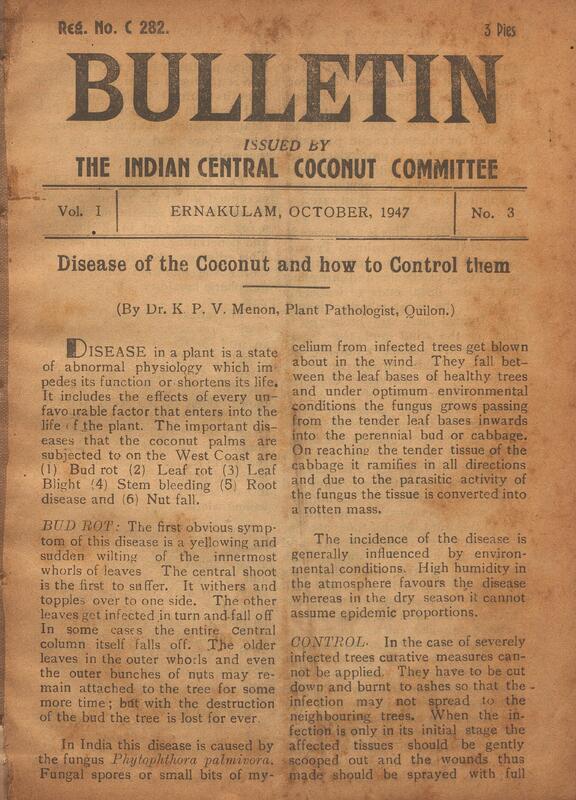 Reg. No. C 282.
3 Pies
BULLETIN
ISSUED BY
THE INDIAN CENTRAL COCONUT COMMITTEE
Vol. I
ERNAKULAM, OCTOBER, 1947
No. 3
Disease of the Coconut and how to Control them
(By Dr. K. P. V. Menon, Plant Pathologist, Quilon.)
DISEASE in a plant is a state
of abnormal physiology which im
pedes its function or shortens its life.
It includes the effects of every un-
favo irable factor that enters into the
life of the plant. The important dis-
eases that the coconut palms are
subjected to on the West Coast are
(1) Bud rot (2) Leaf rot (3) Leaf
Blight (4) Stem bleeding (5) Root
disease and (6) Nut fall.
BUD ROT: The first obvious symp-
tom of this disease is a yellowing and
sudden wilting of the innermost
whorls of leaves The central shoot
is the first to suffer. It withers and
topples over to one side. The other
leaves get infected in turn and fall off
In some cases the entire central
column itself falls off. The older
leaves in the outer whorls and even
the outer bunches of nuts may re-
main attached to the tree for some
more time; but with the destruction
of the bud the tree is lost for ever.
In India this disease is caused by
the fungus Phytophthora palmivora.
Fungal spores or small bits of my-
celium from infected trees get blown
about in the wind. They fall bet-
ween the leaf bases of healthy trees
and under optimum environmental
conditions the fungus grows passing
from the tender leaf bases inwards
into the perennial bud or cabbage.
On reaching the tender tissue of the
cabbage it ramifies in all directions
and due to the parasitic activity of
the fungus the tissue is converted into
a rotten mass.
The incidence of the disease is
generally influenced by environ-
mental conditions. High humidity in
the atmosphere favours the disease
whereas in the dry season it cannot
assume epidemic proportions.
CONTROL. In the case of severely
infected trees curative measures can-
not be applied. They have to be cut
down and burnt to ashes so that the
infection may not spread to the
neighbouring trees. When the in-
fection is only in its initial stage the
affected tissues should be gently
scooped out and the wounds thus
made should be sprayed with full